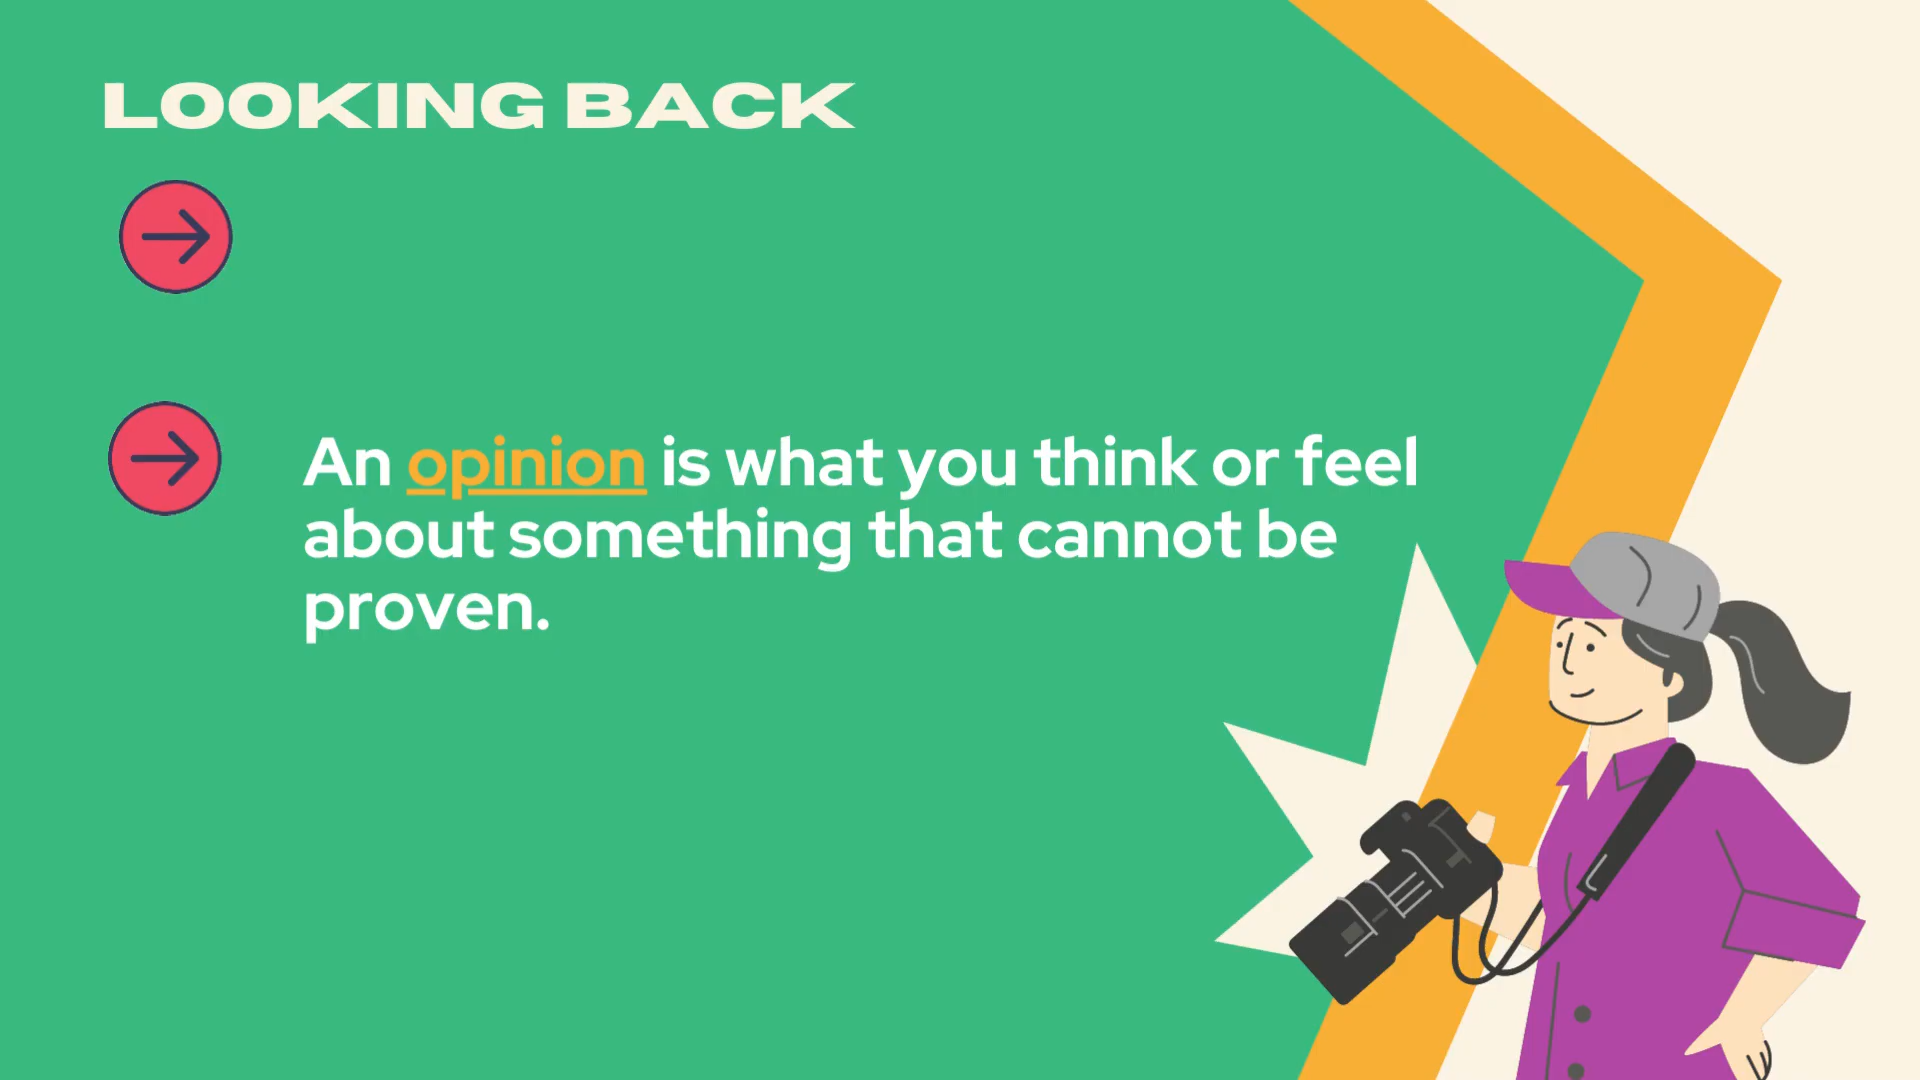 LOOKING BACK
An opinion is what you think or feel
about something that cannot be
proven.